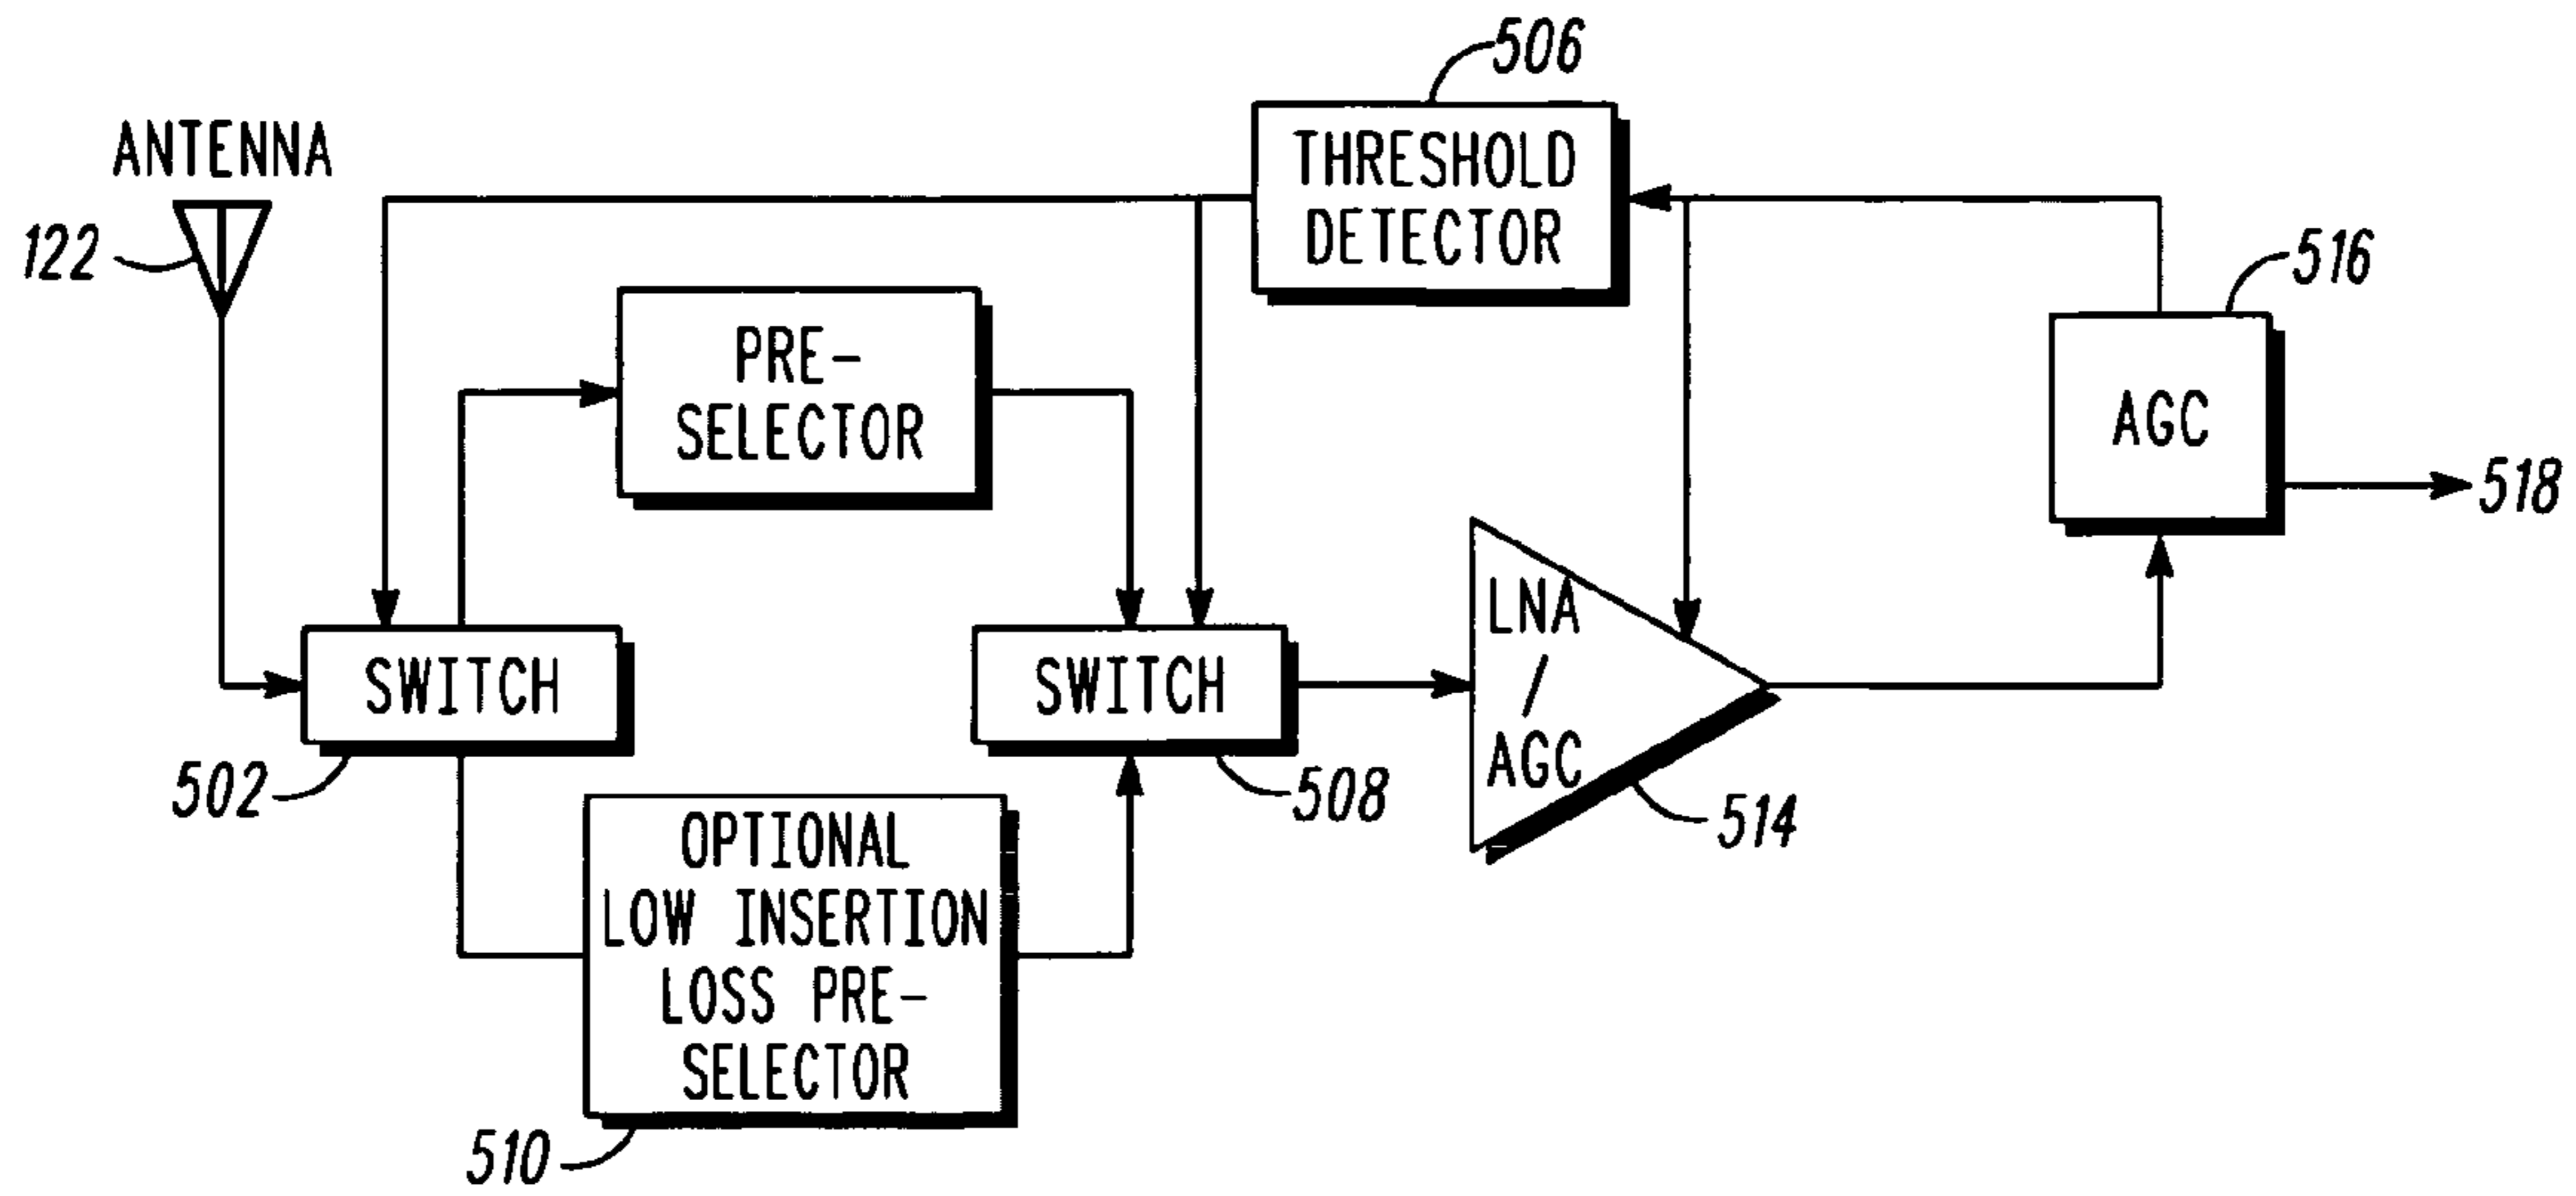 506
ANTENNA
THRESHOLD
DETECTOR
122
516
PRE-
SELECTOR
AGC
518
LNA
/
AGC
SWITCH
SWITCH
502
508
514
OPTIONAL
LOW INSERTION
LOSS PRE-
SELECTOR
510